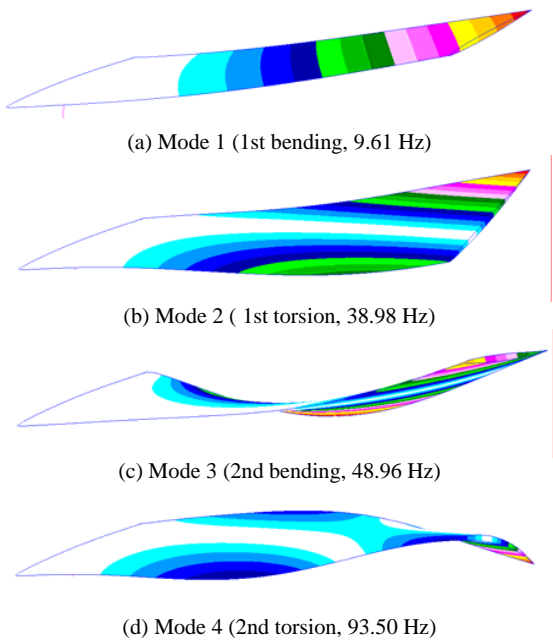 (a) Mode 1 (1st bending, 9.61 Hz)
(b) Mode 2 ( 1st torsion, 38.98 Hz)
(c) Mode 3 (2nd bending, 48.96 Hz)
(d) Mode 4 (2nd torsion, 93.50 Hz)